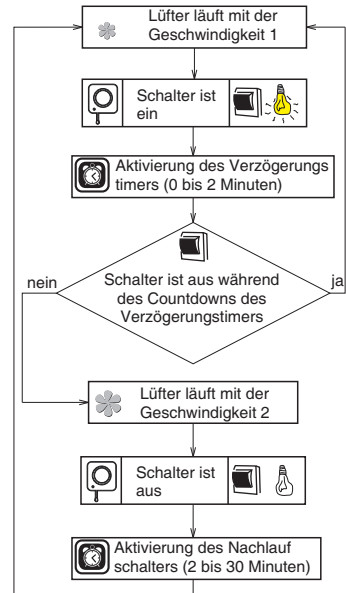 Lüfter läuft mit der
Geschwindigkeit 1
Schalter ist
ein
Aktivierung des Verzögerungs
timers (0 bis 2 Minuten)
nein
ja
Schalter ist aus während
des Countdowns des
Verzögerungstimers
Lüfter läuft mit der
Geschwindigkeit 2
Schalter ist
aus
Aktivierung des Nachlauf
schalters (2 bis 30 Minuten)